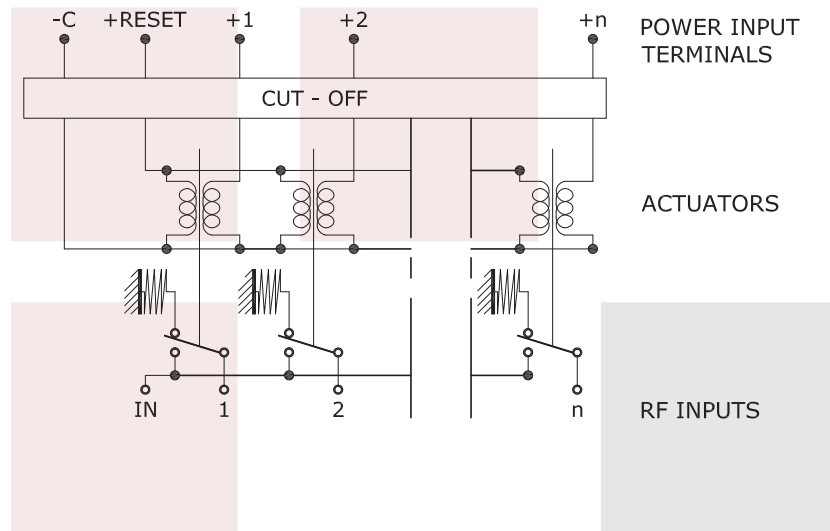 -C +RESET +1 +2 +n
POWER INPUT
TERMINALS
CUT - OFF
ACTUATORS
IN 1 2 n
RF INPUTS